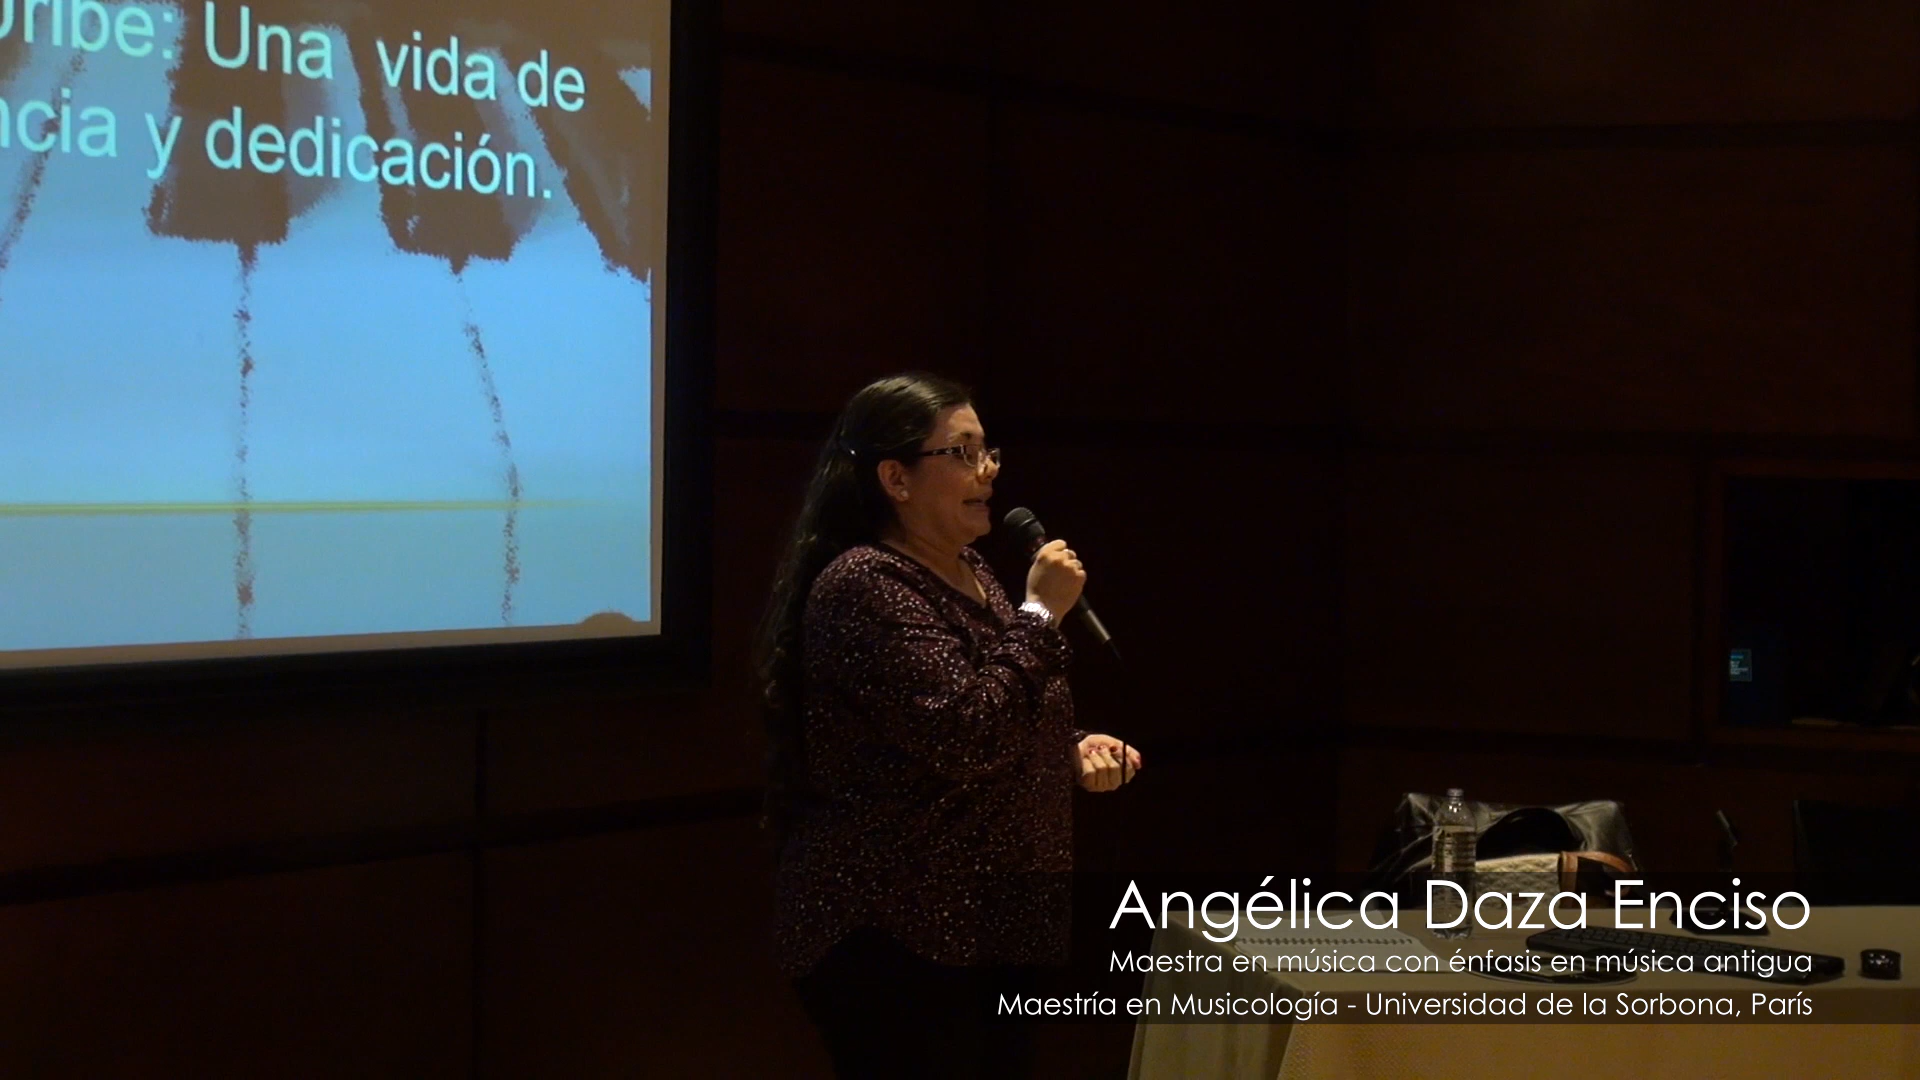 Uribe: Una vida de
ncia y dedicación.
Angélica Daza Enciso
Maestra en música con énfasis en música antigua
Maestría en Musicología - Universidad de la Sorbona, París